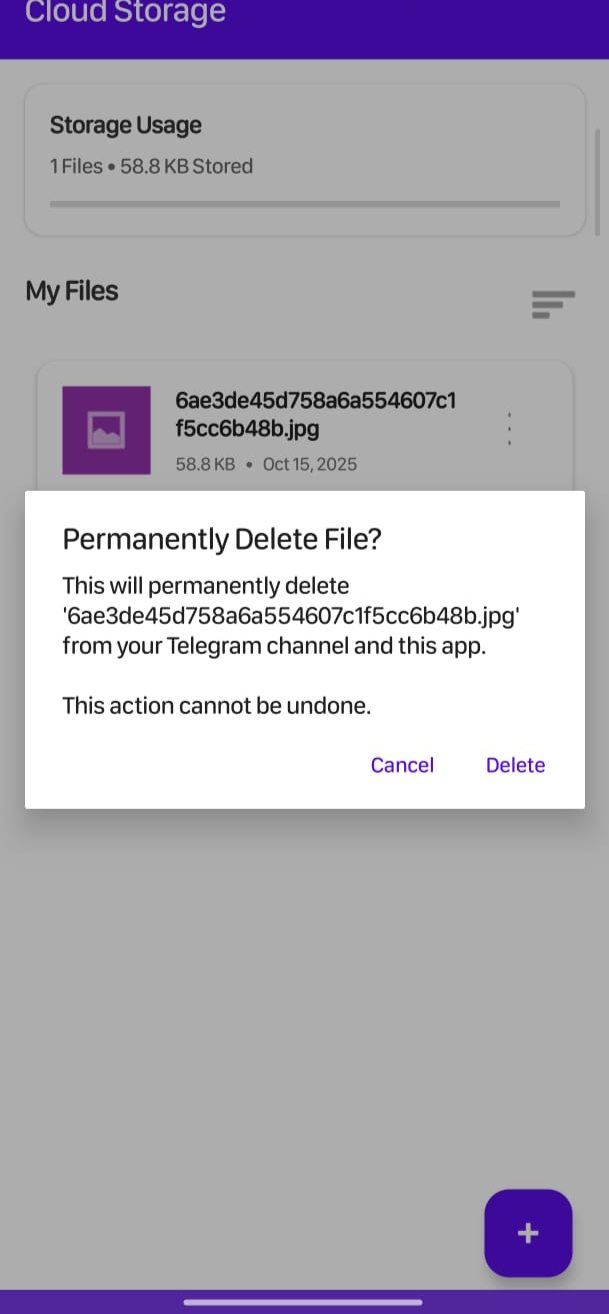 Cloud Storage
Storage Usage
1 Files • 58.8 KB Stored
My Files
6ae3de45d758a6a554607c1
f5cc6b48b.jpg
58.8 KB • Oct 15, 2025
Permanently Delete File?
This will permanently delete
'6ae3de45d758a6a554607c1f5cc6b48b.jpg'
from your Telegram channel and this app.
This action cannot be undone.
Cancel Delete